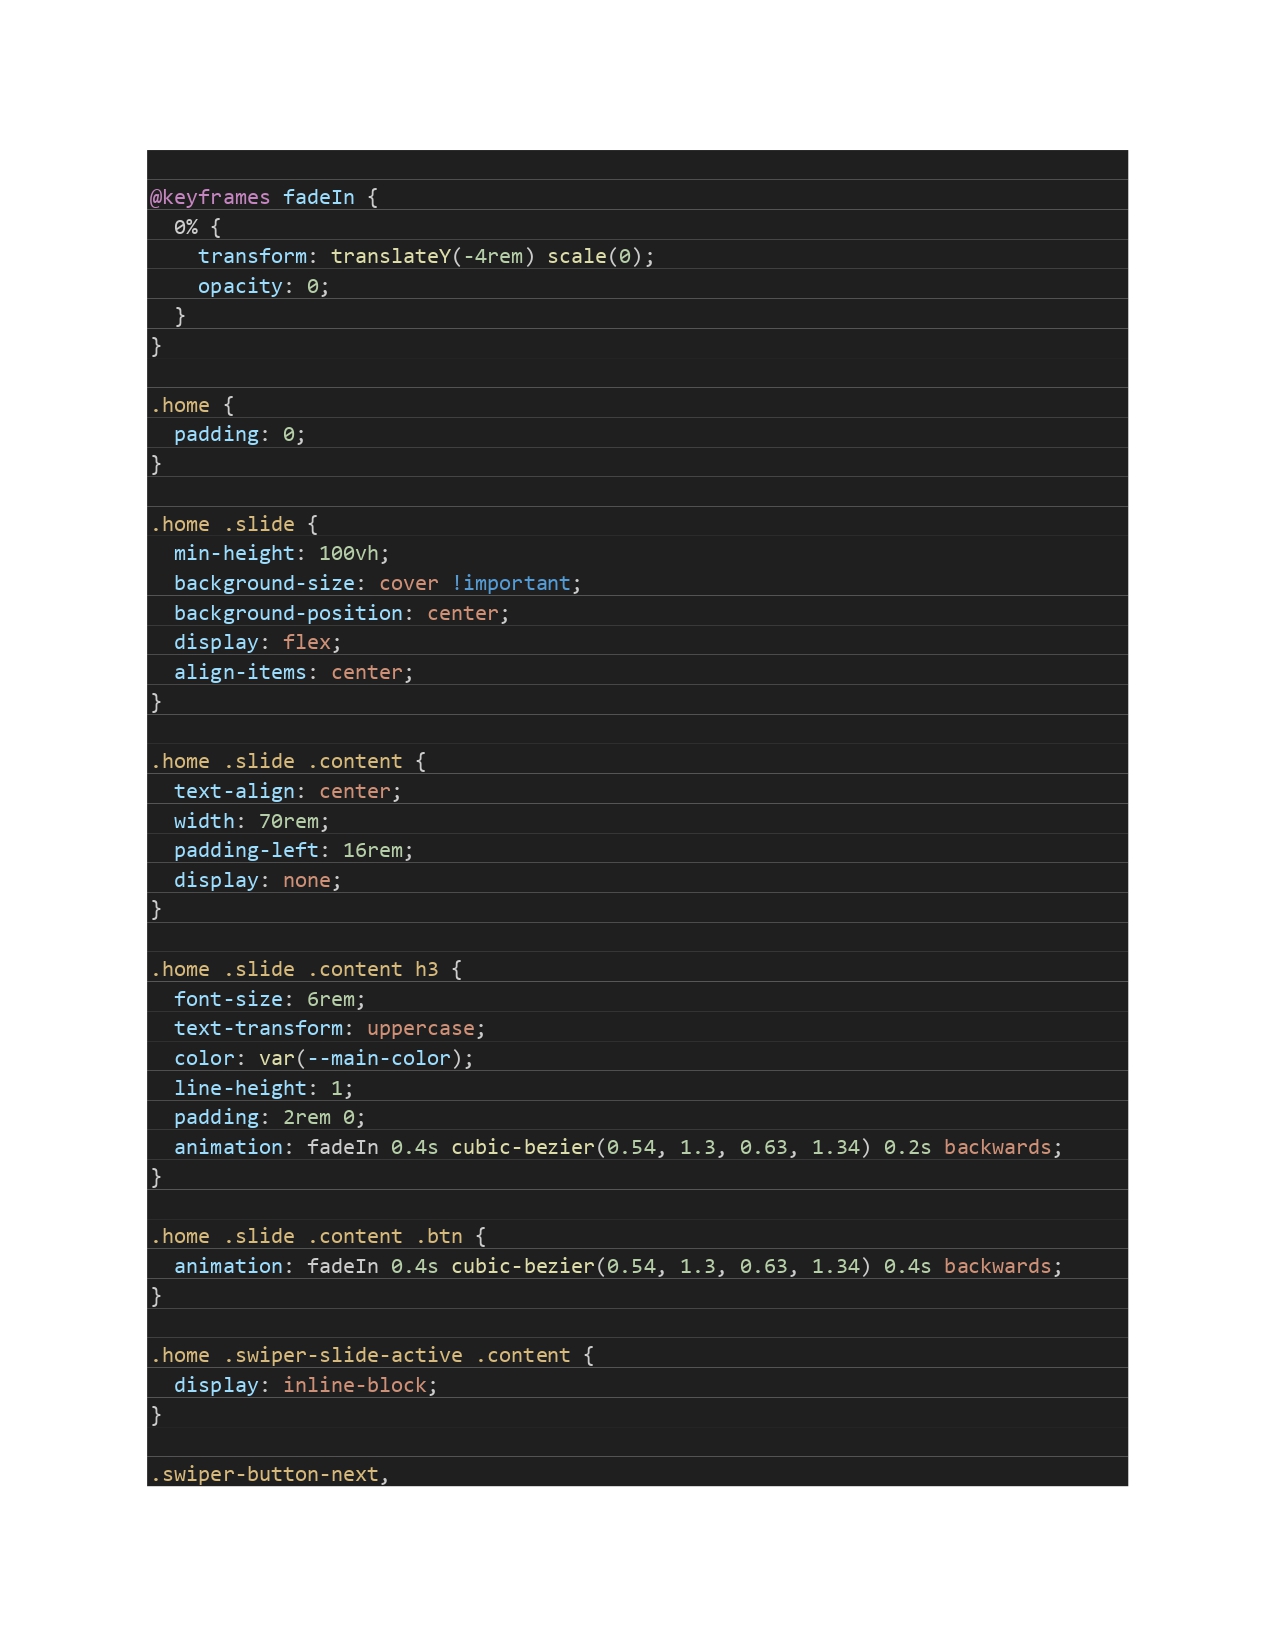 @keyframes fadeIn {
  0% {
    transform: translateY(-4rem) scale(0);
    opacity: 0;
  }
}

.home {
  padding: 0;
}

.home .slide {
  min-height: 100vh;
  background-size: cover !important;
  background-position: center;
  display: flex;
  align-items: center;
}

.home .slide .content {
  text-align: center;
  width: 70rem;
  padding-left: 16rem;
  display: none;
}

.home .slide .content h3 {
  font-size: 6rem;
  text-transform: uppercase;
  color: var(--main-color);
  line-height: 1;
  padding: 2rem 0;
  animation: fadeIn 0.4s cubic-bezier(0.54, 1.3, 0.63, 1.34) 0.2s backwards;
}

.home .slide .content .btn {
  animation: fadeIn 0.4s cubic-bezier(0.54, 1.3, 0.63, 1.34) 0.4s backwards;
}

.home .swiper-slide-active .content {
  display: inline-block;
}

.swiper-button-next,